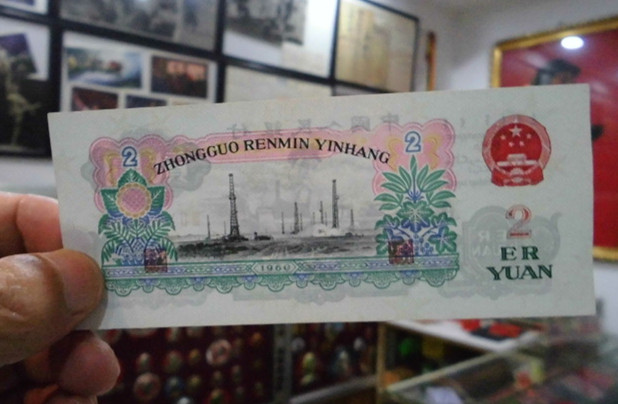 2
2
ZHONGGUO RENMIN YINHANG
1960
2
ER
YUAN